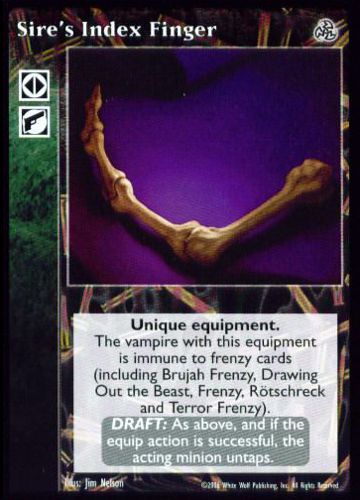 Sire's Index Finger
Unique equipment.
The vampire with this equipment
is immune to frenzy cards
(including Brujah Frenzy, Drawing
Out the Beast, Frenzy, Rötschreck
and Terror Frenzy).
DRAFT: As above, and if the
equip action is successful, the
acting minion untaps.
Illus: Jim Nelson
©2006 White Wolf Publishing, Inc. All Rights Reserved